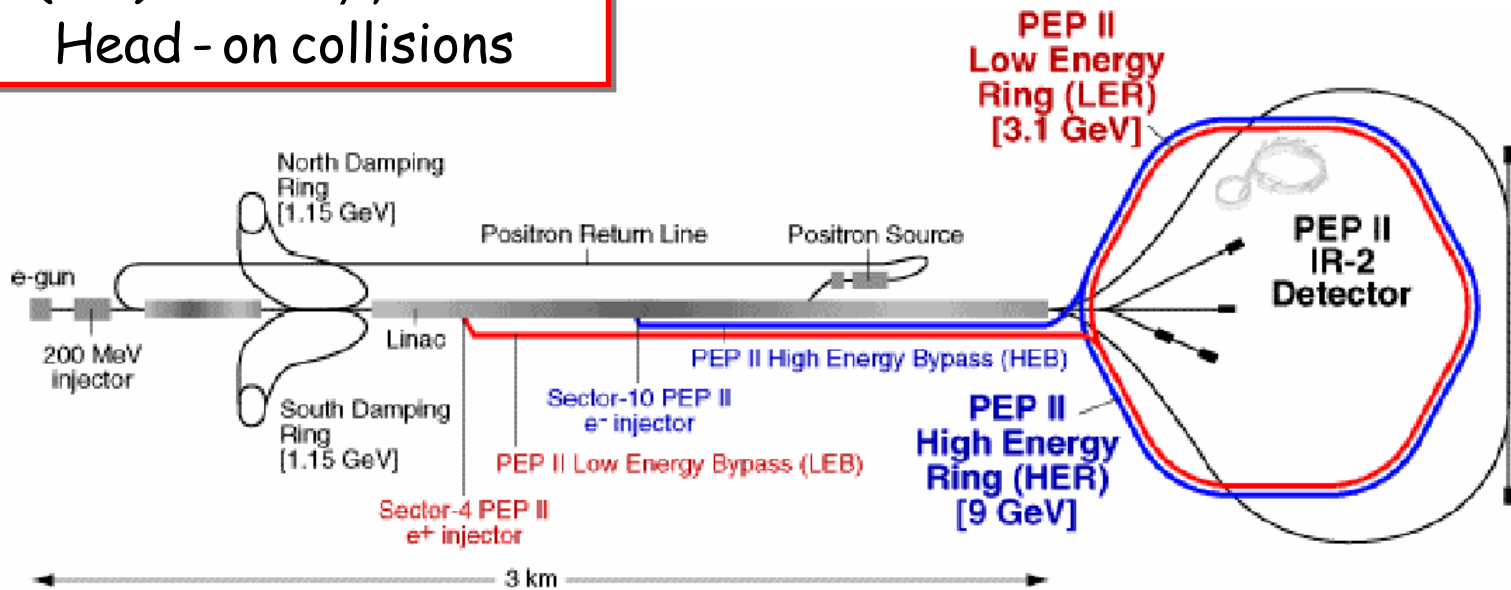 Head - on collisions
PEP II
Low Energy
Ring (LER)
[3.1 GeV]
North Damping
Ring
[1.15 GeV]
Positron Return Line
Positron Source
e-gun
PEP II
IR-2
Detector
Linac
200 MeV
injector
PEP II High Energy Bypass (HEB)
Sector-10 PEP II
e- injector
South Damping
Ring
[1.15 GeV]
PEP II Low Energy Bypass (LEB)
PEP II
High Energy
Ring (HER)
[9 GeV]
Sector-4 PEP II
e+ injector
3 km